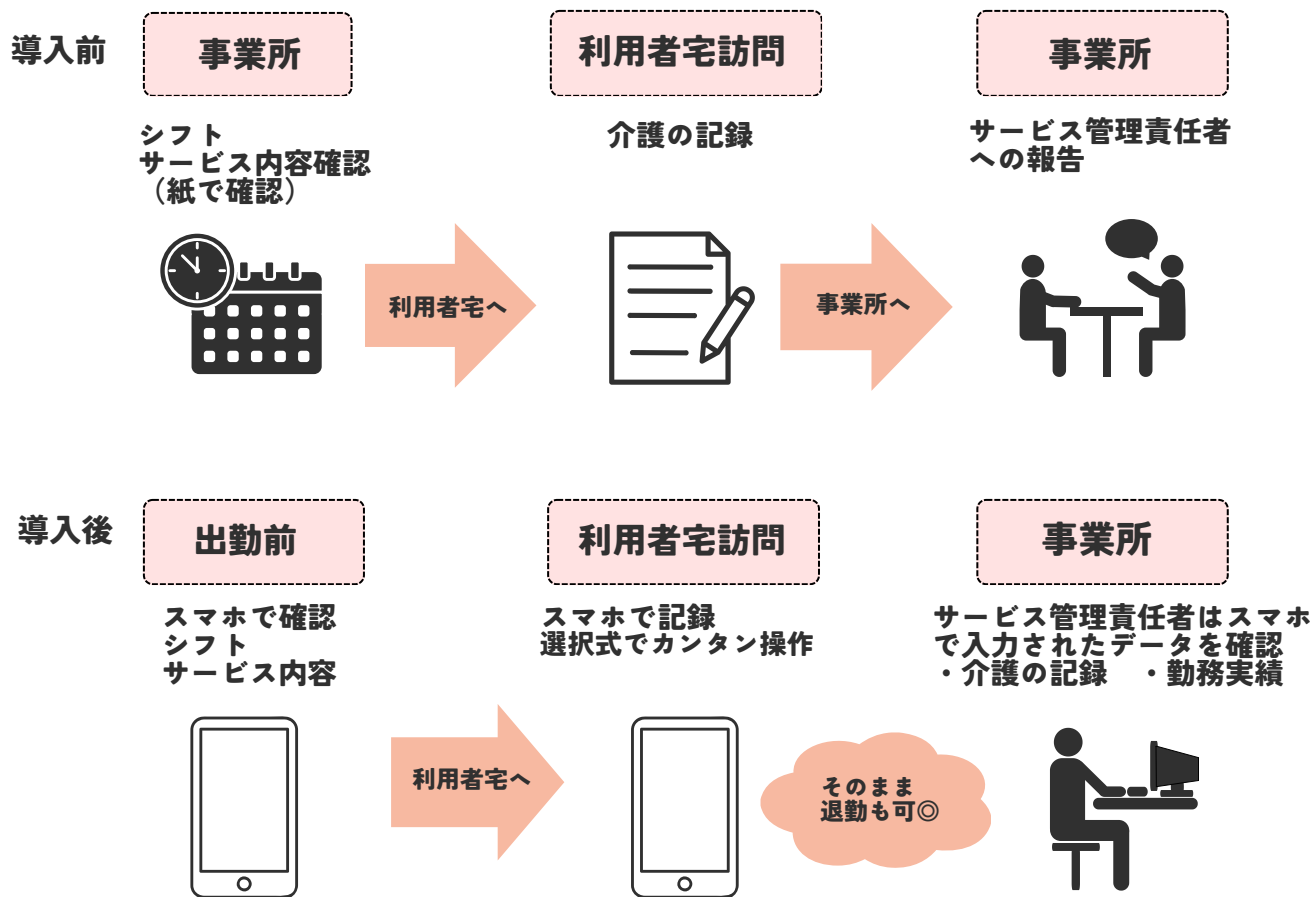 導入前
事業所
利用者宅訪問
事業所
シフト
サービス内容確認
（紙で確認）
介護の記録
サービス管理責任者
への報告
利用者宅へ
事業所へ
導入後
出勤前
利用者宅訪問
事業所
スマホで確認
シフト
サービス内容
スマホで記録
選択式でカンタン操作
サービス管理責任者はスマホ
で入力されたデータを確認
・介護の記録　・勤務実績
利用者宅へ
そのまま
退勤も可◎